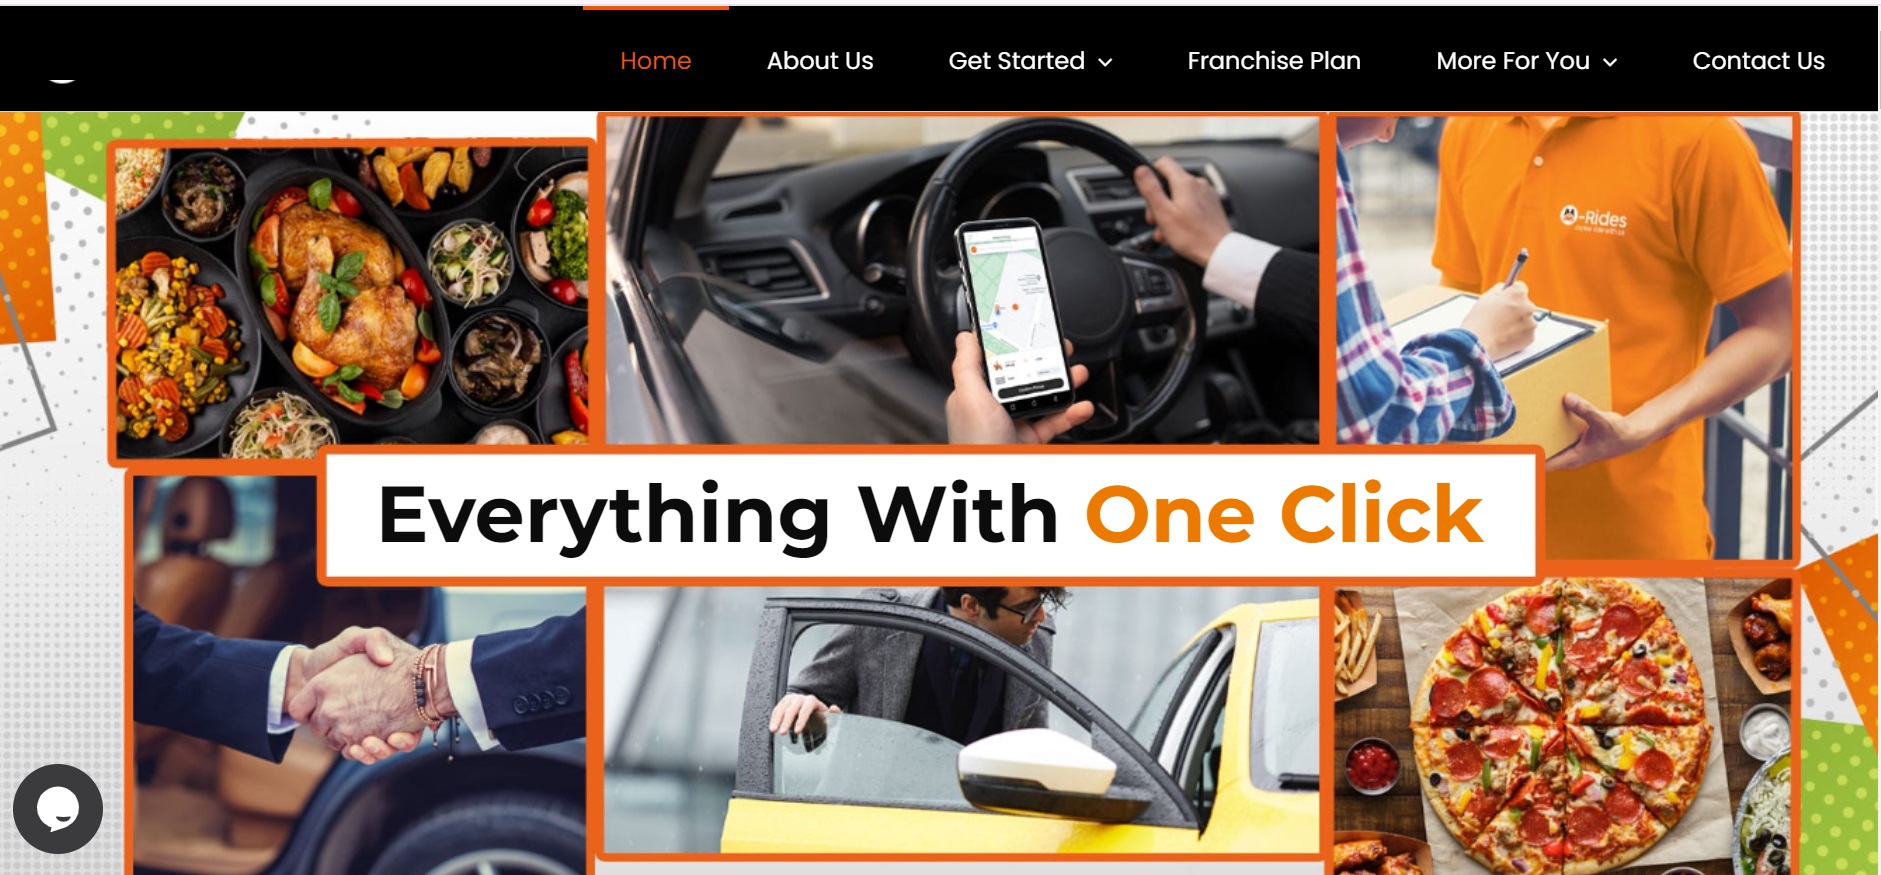 Home About Us Get Started Franchise Plan More For You Contact Us
-Rides
Everything With One Click